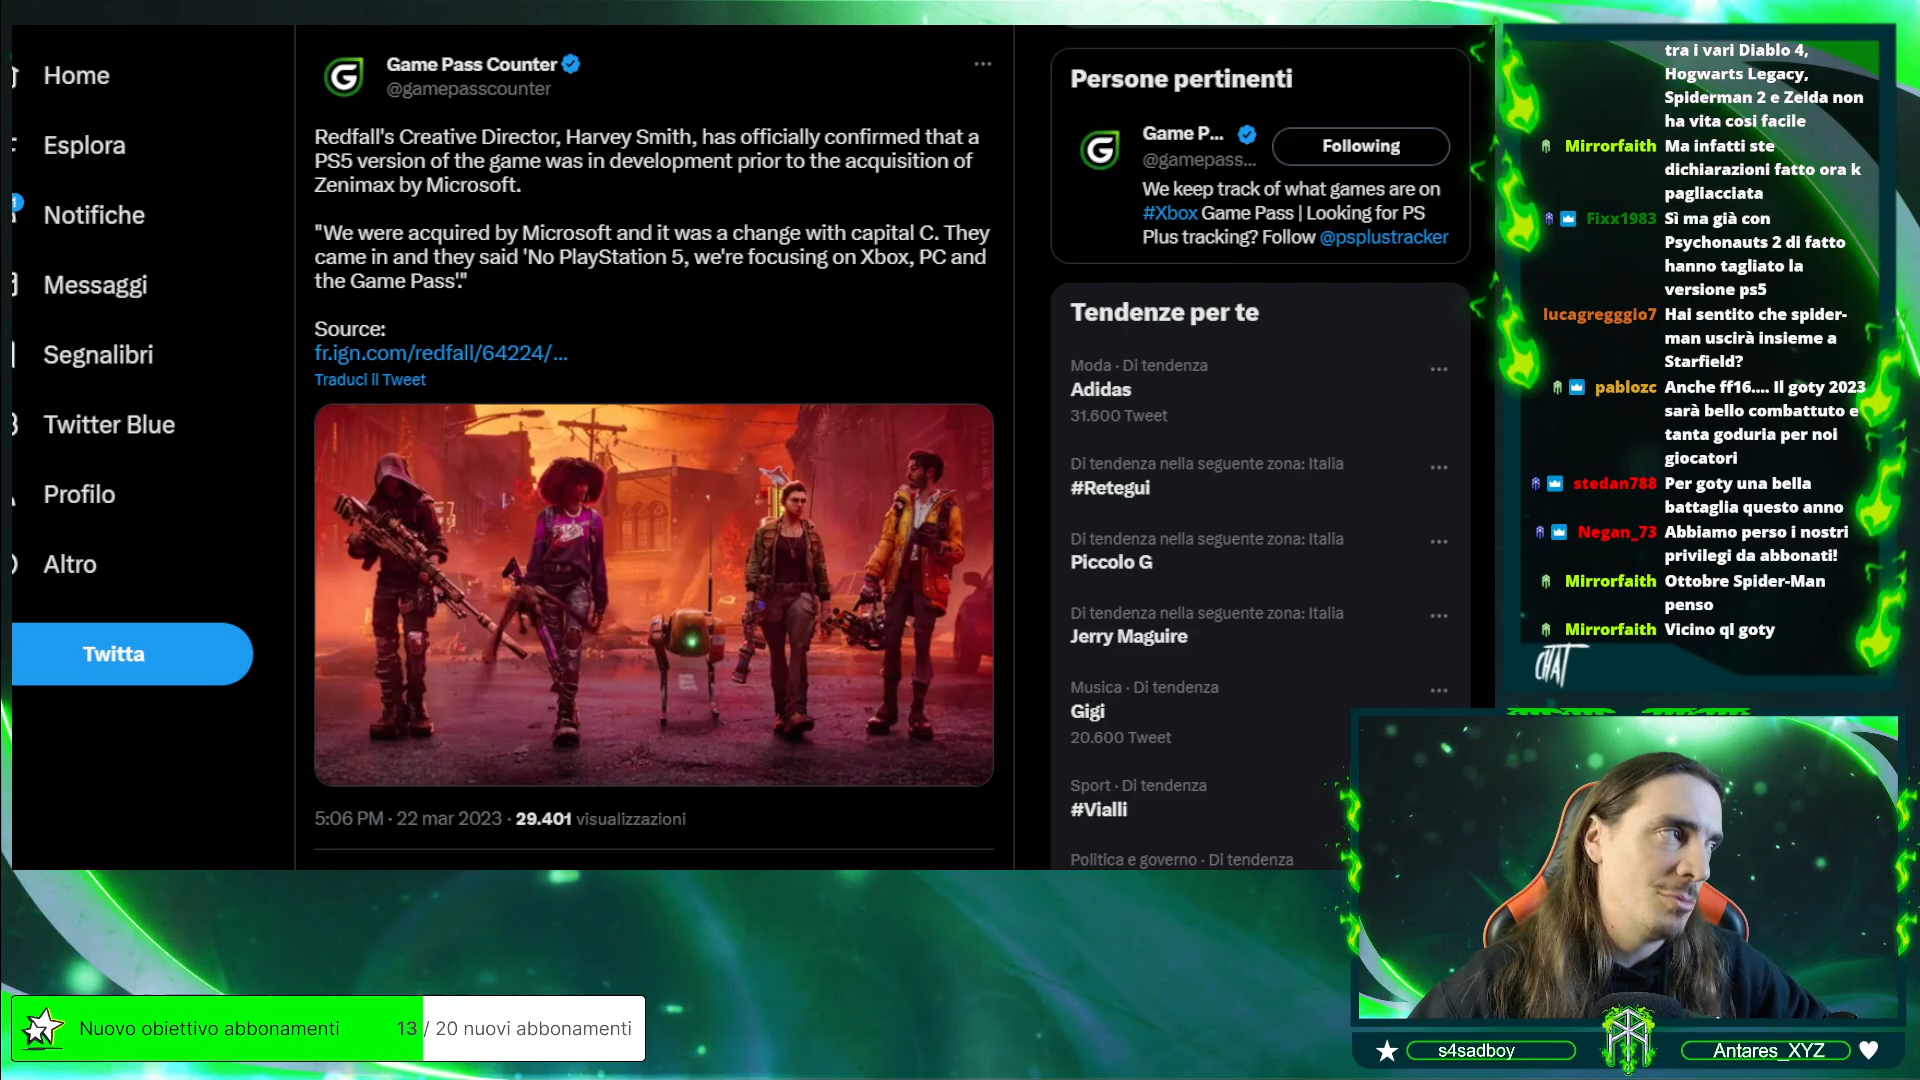 Home
Esplora
Notifiche
Messaggi
Segnalibri
Twitter Blue
Profilo
Altro
Twitta
Game Pass Counter
@gamepasscounter
Redfall's Creative Director, Harvey Smith, has officially confirmed that a
PS5 version of the game was in development prior to the acquisition of
Zenimax by Microsoft.
"We were acquired by Microsoft and it was a change with capital C. They
came in and they said 'No PlayStation 5, we're focusing on Xbox, PC and
the Game Pass'."
Source:
fr.ign.com/redfall/64224/...
Traduci il Tweet
5:06 PM · 22 mar 2023 · 29.401 visualizzazioni
Persone pertinenti
Game P...
Following
@gamepass...
We keep track of what games are on
#Xbox Game Pass | Looking for PS
Plus tracking? Follow @psplustracker
Tendenze per te
Moda · Di tendenza
Adidas
31.600 Tweet
Di tendenza nella seguente zona: Italia
#Retegui
Di tendenza nella seguente zona: Italia
Piccolo G
Di tendenza nella seguente zona: Italia
Jerry Maguire
Musica · Di tendenza
Gigi
20.600 Tweet
Sport · Di tendenza
#Vialli
Politica e governo · Di tendenza
tra i vari Diablo 4,
Hogwarts Legacy,
Spiderman 2 e Zelda non
ha vita cosi facile
Mirrorfaith Ma infatti ste
dichiarazioni fatto ora k
pagliacciata
Fixx1983 Sì ma già con
Psychonauts 2 di fatto
hanno tagliato la
versione ps5
lucagregggio7 Hai sentito che spider-
man uscirà insieme a
Starfield?
pablozc Anche ff16.... Il goty 2023
sarà bello combattuto e
tanta goduria per noi
giocatori
stedan788 Per goty una bella
battaglia questo anno
Negan_73 Abbiamo perso i nostri
privilegi da abbonati!
Mirrorfaith Ottobre Spider-Man
penso
Mirrorfaith Vicino ql goty
CHAT
Nuovo obiettivo abbonamenti 13 / 20 nuovi abbonamenti
s4sadboy
Antares_XYZ